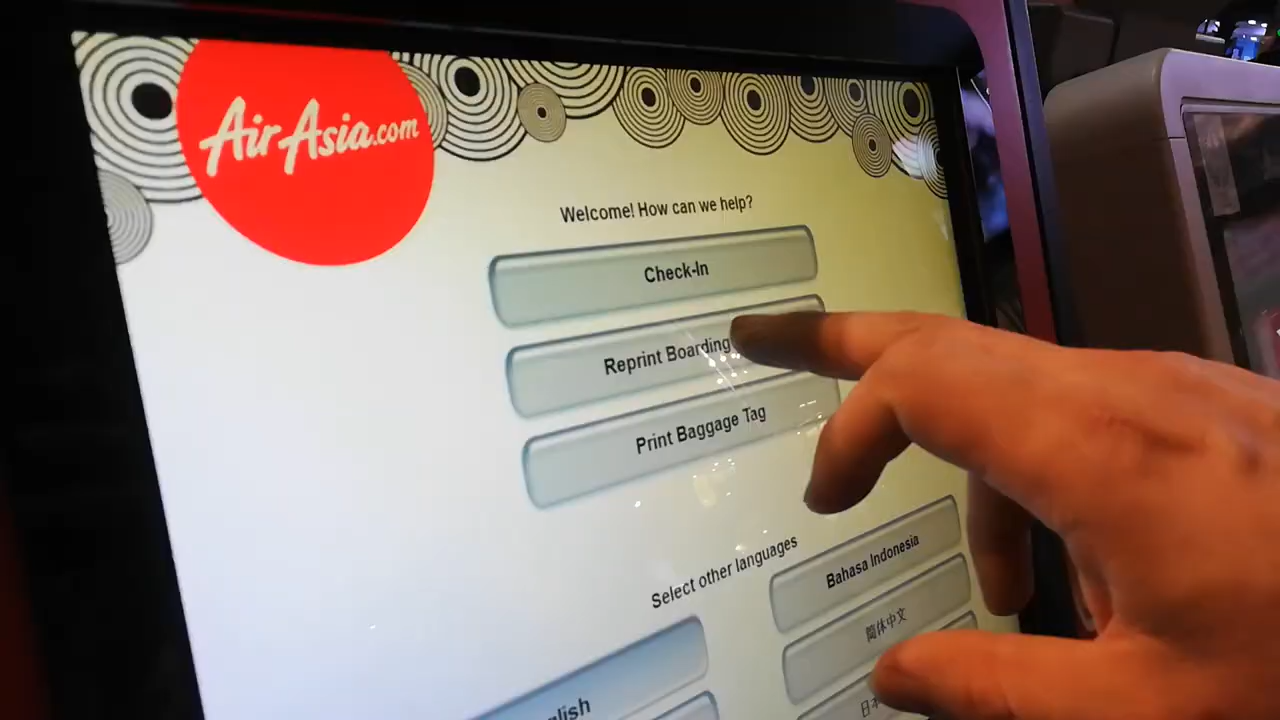 AirAsia.com
Welcome! How can we help?
Check-In
Reprint Boarding
Print Baggage Tag
Select other languages
Bahasa Indonesia
简体中文